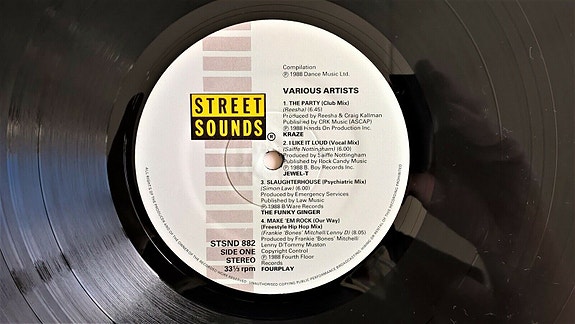 Compilation
℗ 1988 Dance Music Ltd.
VARIOUS ARTISTS
STREET
SOUNDS
®
1. THE PARTY (Club Mix)
(Reesha) (6.45)
Produced by Reesha & Craig Kallman
Published by CRK Music (ASCAP)
℗ 1988 Hands On Production Inc.
KRAZE
2. I LIKE IT LOUD (Vocal Mix)
(Saiffe Nottingham) (6.00)
Produced by Saiffe Nottingham
Published by Rock Candy Music
℗ 1988 B. Boy Records Inc.
JEWEL-T
3. SLAUGHTERHOUSE (Psychiatric Mix)
(Simon Law) (6.00)
Produced by Emergency Services
Published by Law Music
℗ 1988 B/Ware Records
THE FUNKY GINGER
4. MAKE 'EM ROCK (Our Way)
(Freestyle Hip Hop Mix)
(Frankie 'Bones' Mitchell/Lenny D) (8.05)
Produced by Frankie 'Bones' Mitchell/
Lenny D/Tommy Muston
Copyright Control
℗ 1988 Fourth Floor
Records
FOURPLAY
STSND 882
SIDE ONE
STEREO
33⅓ rpm